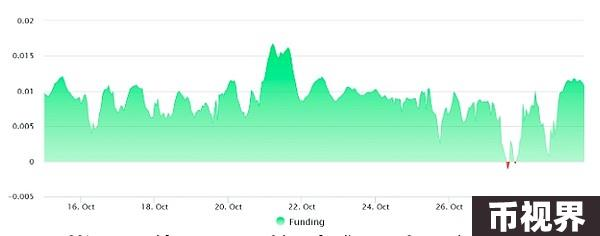 0.02
0.015
0.01
0.005
0
-0.005
16. Oct
18. Oct
20. Oct
22. Oct
24. Oct
26. Oct
Funding
币视界